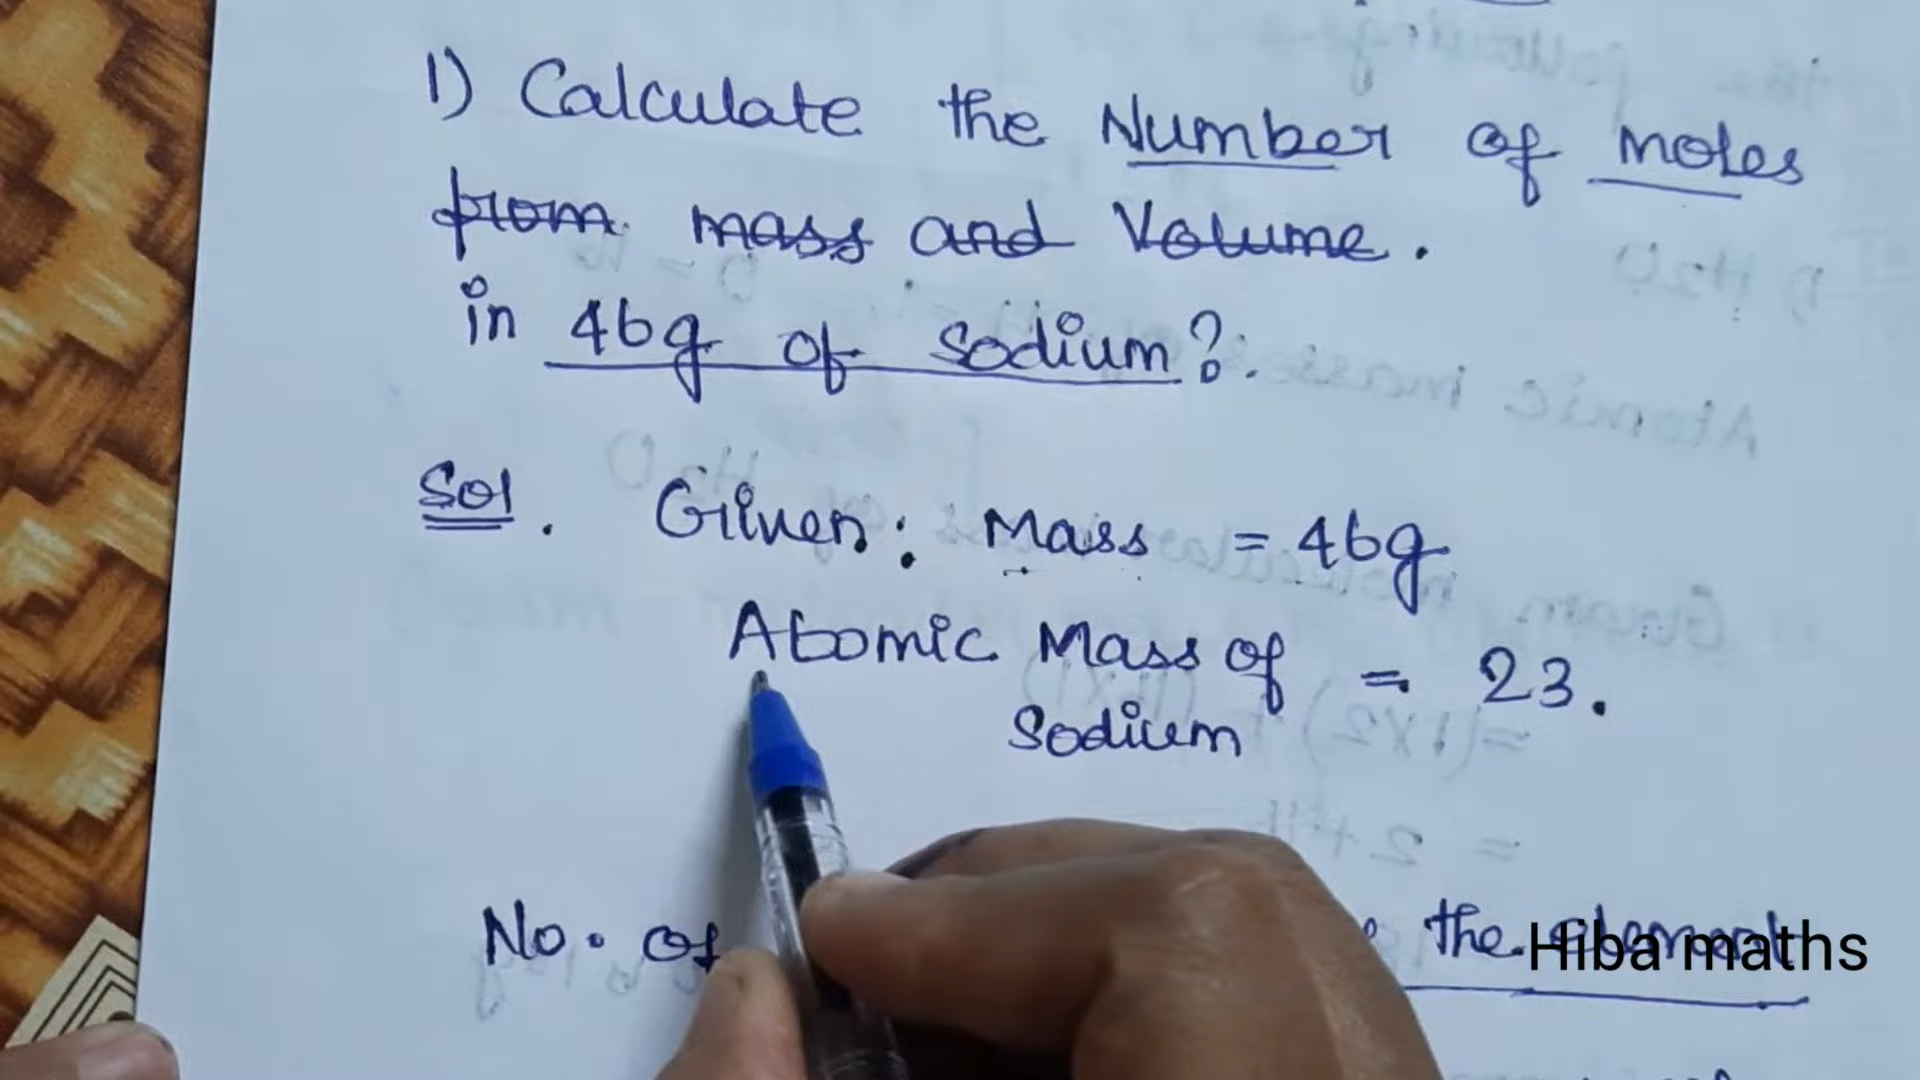 1) Calculate the Number of moles
from mass and Volume.
in 46g of sodium?.
Sol. Given: Mass = 46g
Atomic Mass of = 23.
Sodium
No. of the element
Hiba maths